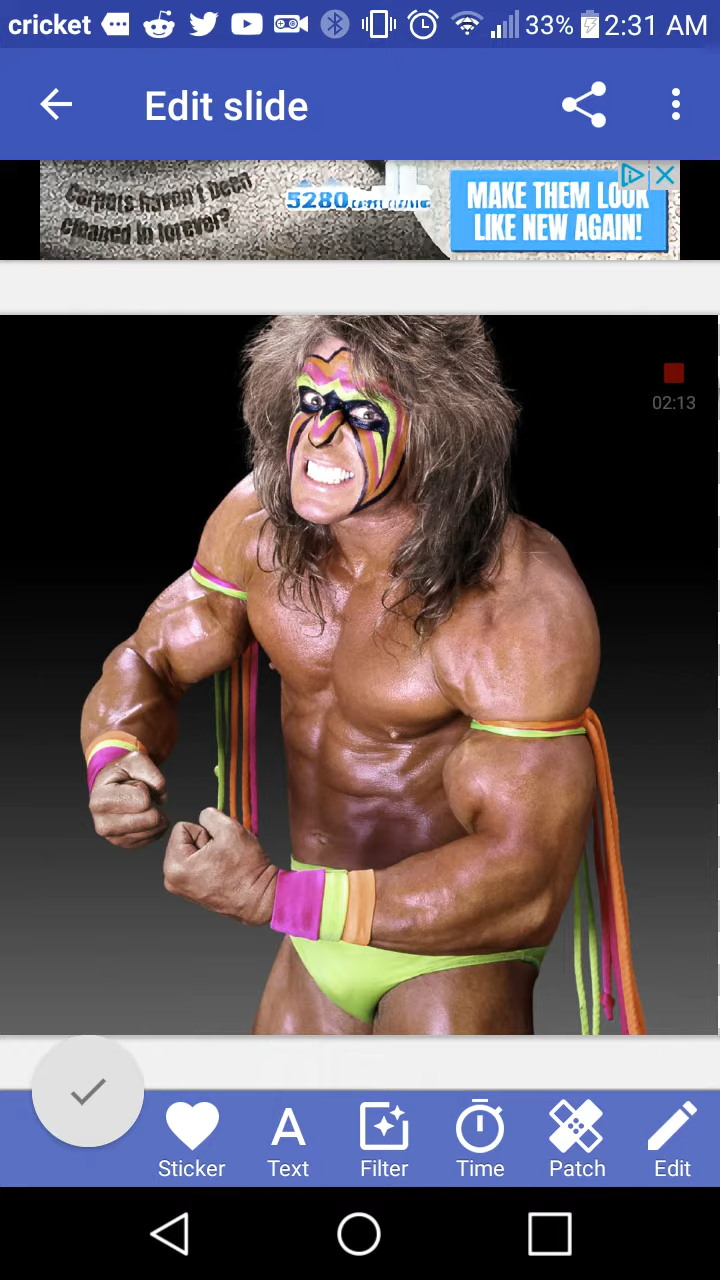 cricket 33% 2:31 AM
Edit slide
Carpets haven't been
cleaned in forever?
5280
MAKE THEM LOOK
LIKE NEW AGAIN!
02:13
Sticker Text Filter Time Patch Edit